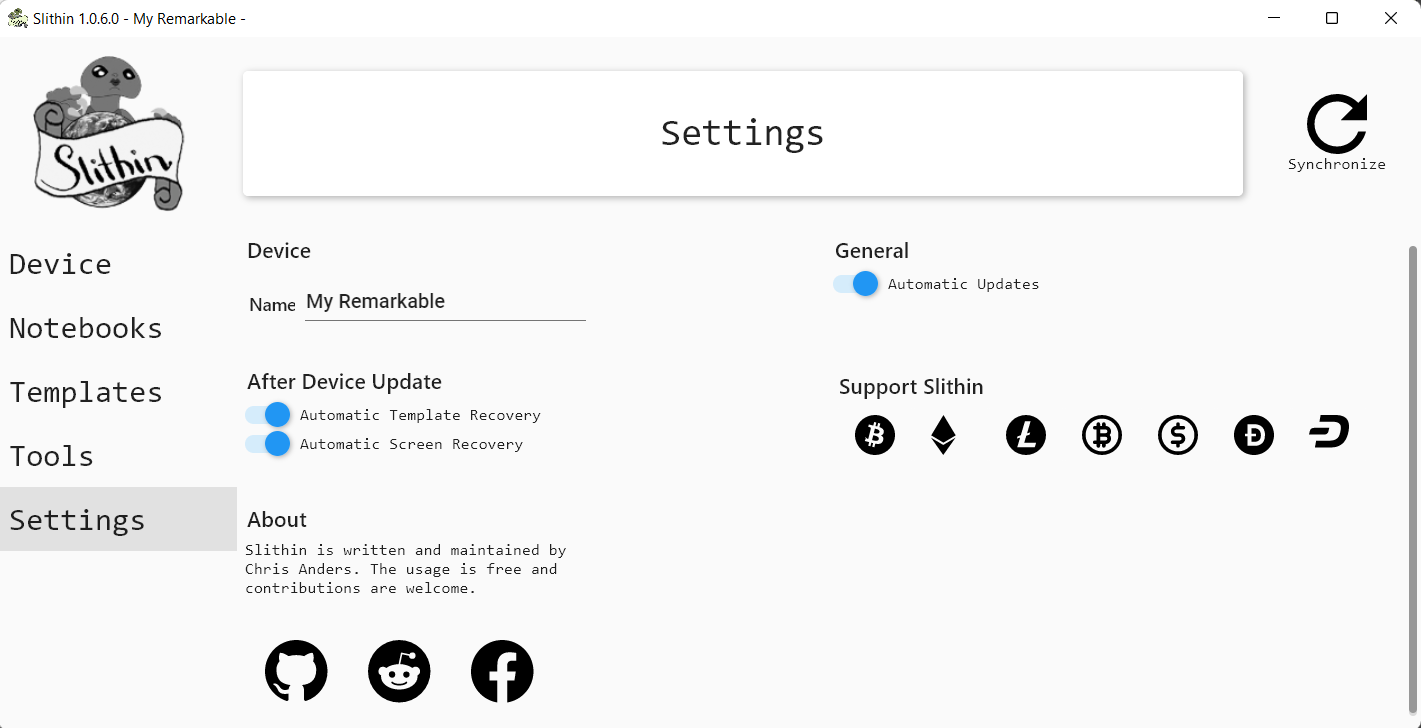 Slithin 1.0.6.0 - My Remarkable -
Slithin
Settings
Synchronize
Device
Notebooks
Templates
Tools
Settings
Device
Name My Remarkable
After Device Update
Automatic Template Recovery
Automatic Screen Recovery
About
Slithin is written and maintained by
Chris Anders. The usage is free and
contributions are welcome.
General
Automatic Updates
Support Slithin